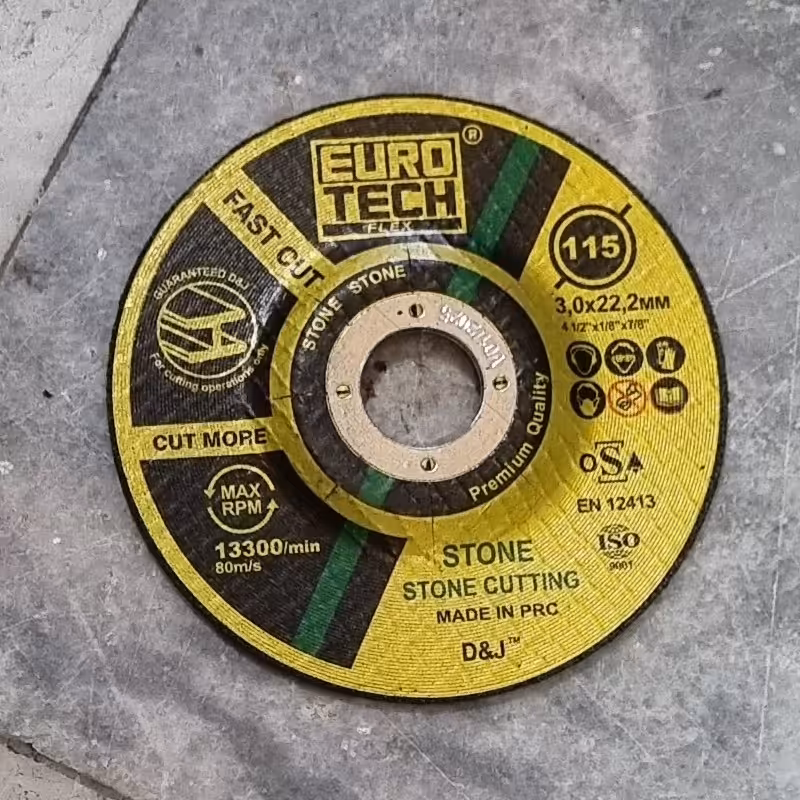 EURO
TECH
FLEX
®
FAST CUT
GUARANTEED D&J
For cutting operations only
CUT MORE
MAX
RPM
13300/min
80m/s
STONE STONE
Premium Quality
115
3,0x22,2MM
4 1/2"x1/8"x7/8"
OSA
EN 12413
ISO
9001
STONE
STONE CUTTING
MADE IN PRC
D&J™